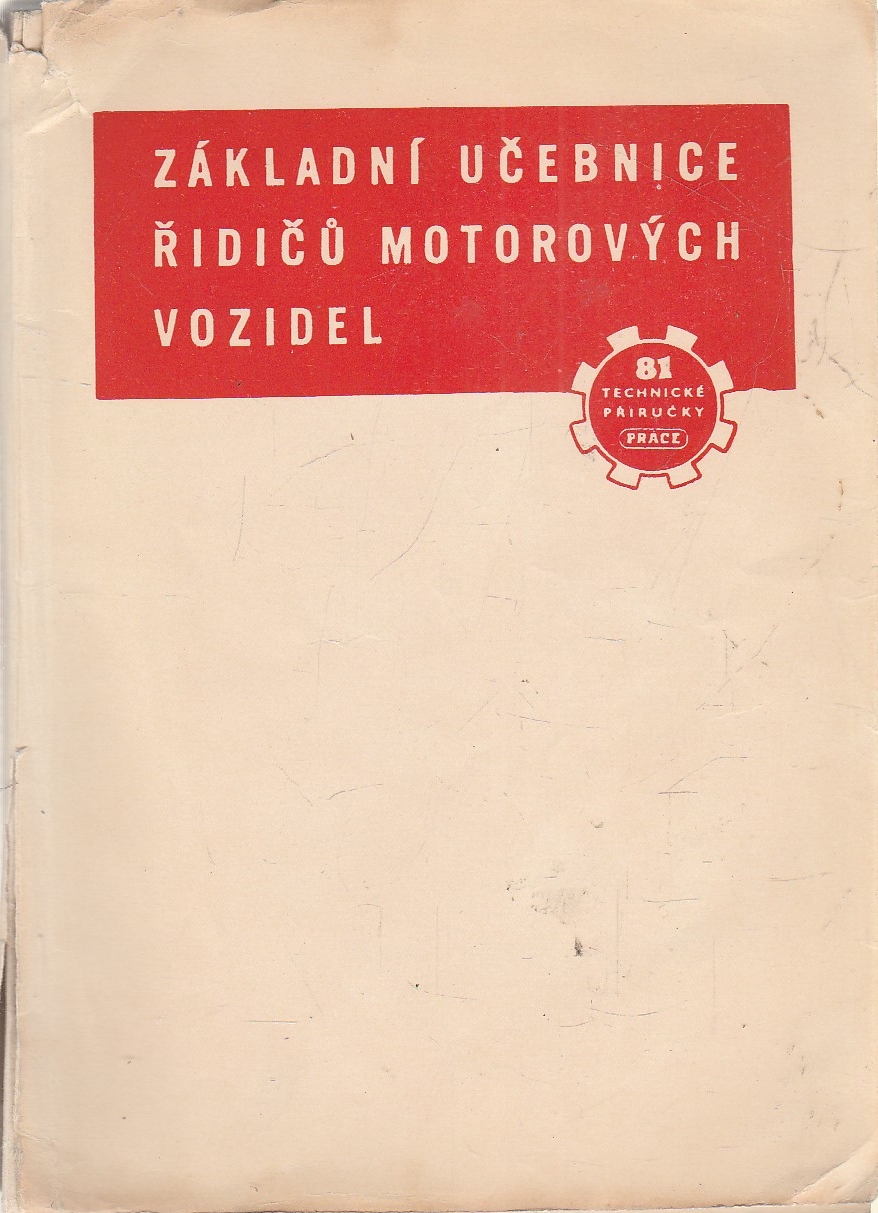 ZÁKLADNÍ UČEBNICE
ŘIDIČŮ MOTOROVÝCH
VOZIDEL
81
TECHNICKÉ
PŘÍRUČKY
PRÁCE